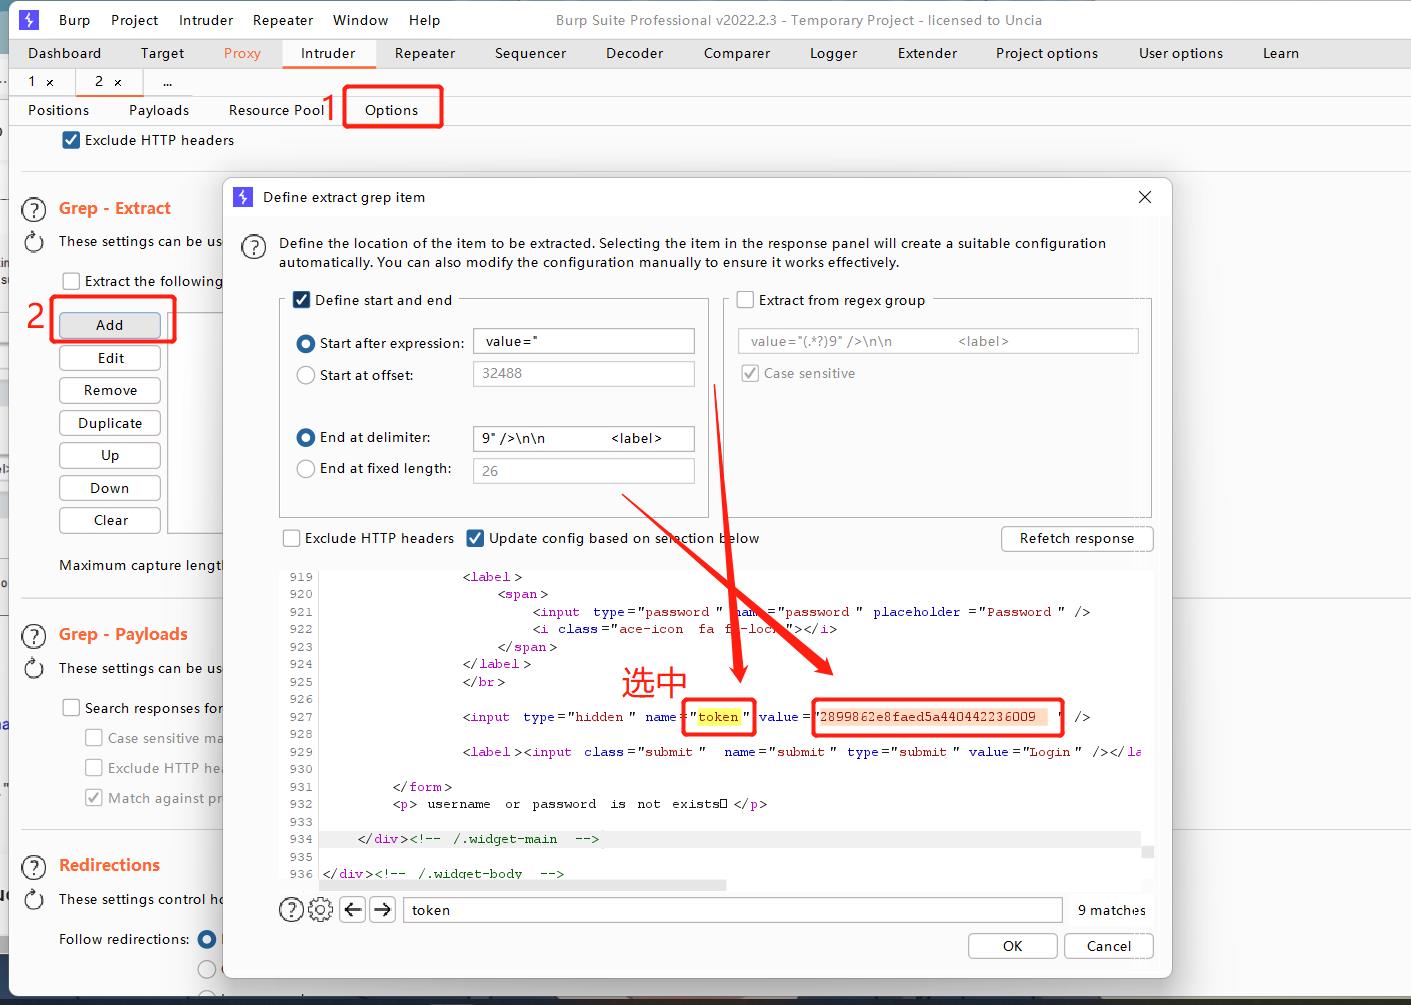 Burp Project Intruder Repeater Window Help Burp Suite Professional v2022.2.3 - Temporary Project - licensed to Uncia
Dashboard Target Proxy Intruder Repeater Sequencer Decoder Comparer Logger Extender Project options User options Learn
1 × 2 × ...
Positions Payloads Resource Pool 1 Options
Exclude HTTP headers
Grep - Extract
These settings can be us
Extract the following
2
Add
Edit
Remove
Duplicate
Up
Down
Clear
Maximum capture lengt
Grep - Payloads
These settings can be us
Search responses for
Case sensitive ma
Exclude HTTP hea
Match against pr
Redirections
These settings control ho
Follow redirections:
Define extract grep item
Define the location of the item to be extracted. Selecting the item in the response panel will create a suitable configuration
automatically. You can also modify the configuration manually to ensure it works effectively.
Define start and end
Start after expression: value="
Start at offset: 32488
End at delimiter: 9" />\n\n <label>
End at fixed length: 26
Extract from regex group
value="(.*?)9" />\n\n <label>
Case sensitive
Exclude HTTP headers Update config based on selection below Refetch response
919 <label>
920 <span>
921 <input type="password" name="password" placeholder="Password" />
922 <i class="ace-icon fa fa-lock"></i>
923 </span>
924 </label>
925 </br>
选中
926
927 <input type="hidden" name="token" value="2899862e8faed5a440442236009 " />
928
929 <label><input class="submit" name="submit" type="submit" value="Login" /></la
930
931 </form>
932 <p> username or password is not exists </p>
933
934 </div><!-- /.widget-main -->
935
936 </div><!-- /.widget-body -->
token 9 matches
OK Cancel